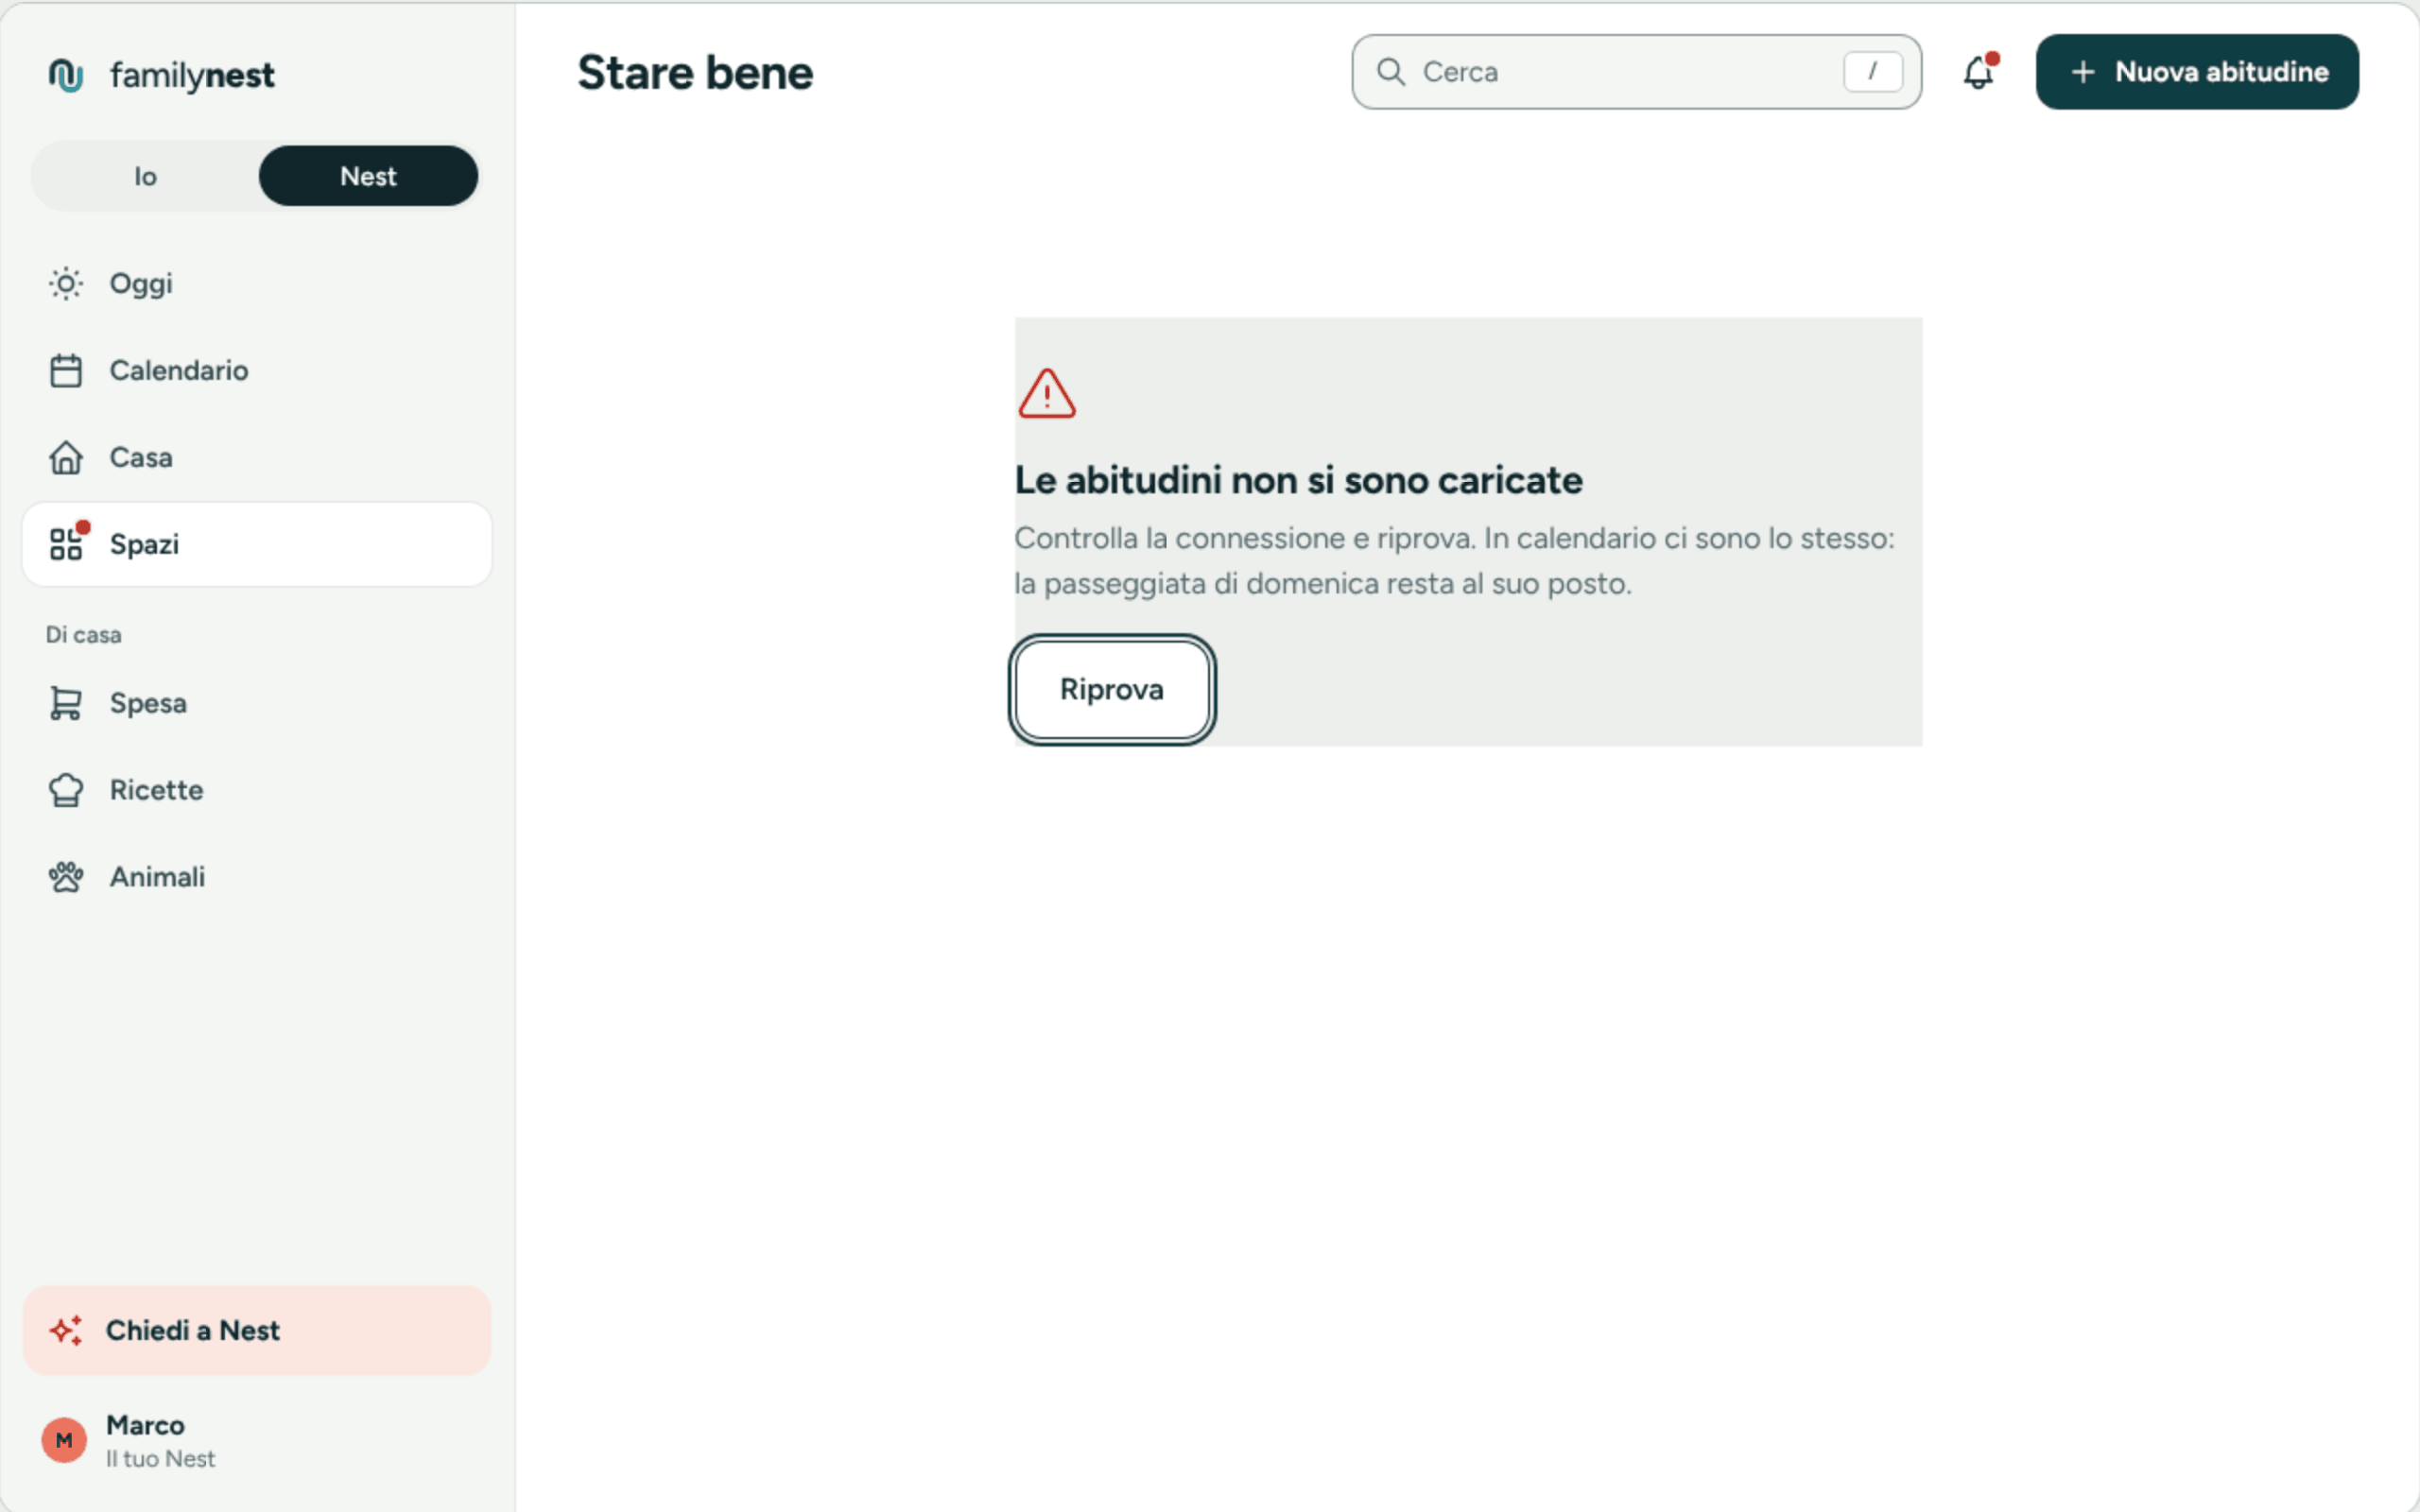 familynest
Io
Nest
Oggi
Calendario
Casa
Spazi
Di casa
Spesa
Ricette
Animali
Chiedi a Nest
M
Marco
Il tuo Nest
Stare bene
Cerca
/
Nuova abitudine
Le abitudini non si sono caricate
Controlla la connessione e riprova. In calendario ci sono lo stesso:
la passeggiata di domenica resta al suo posto.
Riprova